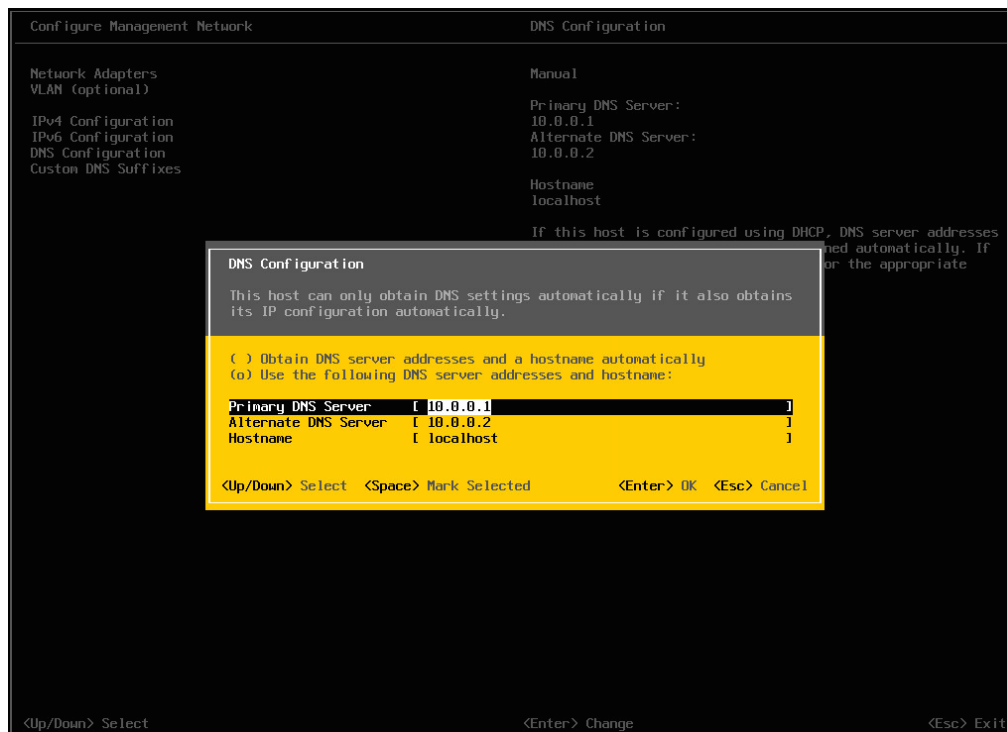 Configure Management Network
DNS Configuration
Network Adapters
VLAN (optional)
IPv4 Configuration
IPv6 Configuration
DNS Configuration
Custom DNS Suffixes
Manual
Primary DNS Server:
10.0.0.1
Alternate DNS Server:
10.0.0.2
Hostname
localhost
If this host is configured using DHCP, DNS server addresses
ned automatically. If
or the appropriate
DNS Configuration
This host can only obtain DNS settings automatically if it also obtains
its IP configuration automatically.
( ) Obtain DNS server addresses and a hostname automatically
(o) Use the following DNS server addresses and hostname:
Primary DNS Server [ 10.0.0.1 ]
Alternate DNS Server [ 10.0.0.2 ]
Hostname [ localhost ]
<Up/Down> Select <Space> Mark Selected <Enter> OK <Esc> Cancel
<Up/Down> Select <Enter> Change <Esc> Exit